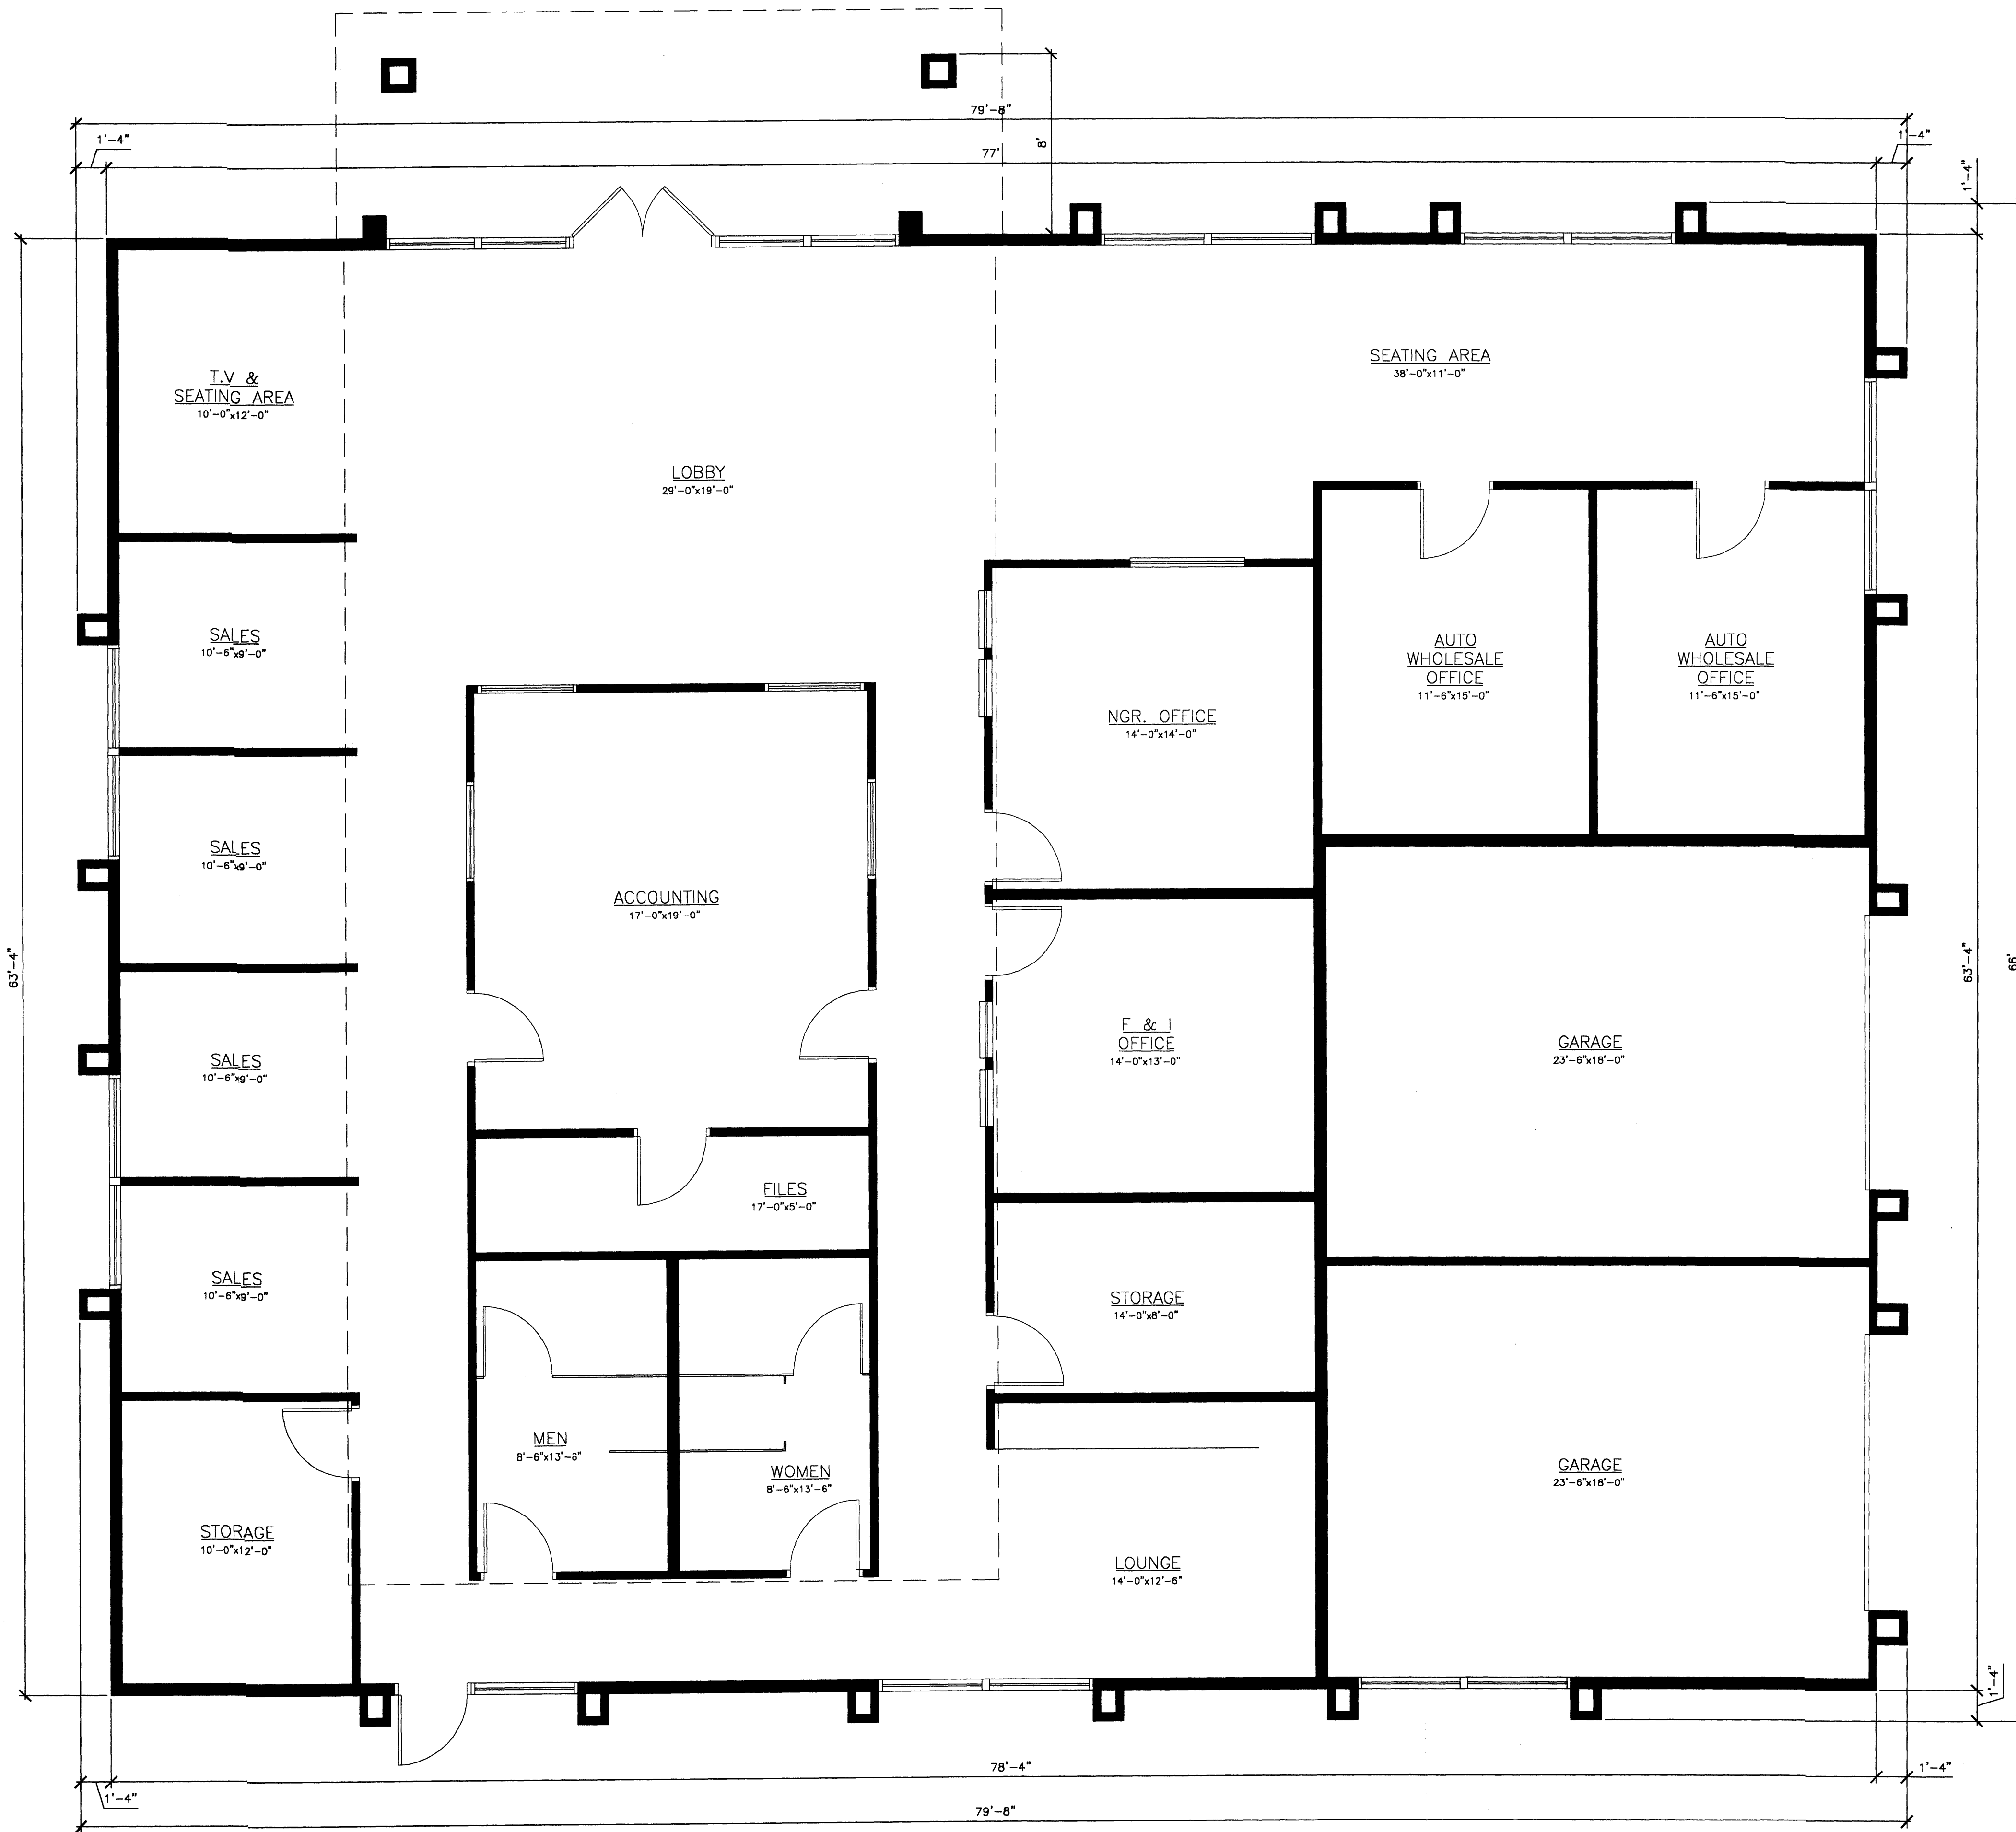 79'-8"
1'-4"
77'
8'
1'-4"
1'-4"
T.V &
SEATING AREA
10'-0"x12'-0"
SEATING AREA
38'-0"x11'-0"
LOBBY
29'-0"x19'-0"
SALES
10'-6"x9'-0"
AUTO
WHOLESALE
OFFICE
11'-6"x15'-0"
AUTO
WHOLESALE
OFFICE
11'-6"x15'-0"
NGR. OFFICE
14'-0"x14'-0"
SALES
10'-6"x9'-0"
ACCOUNTING
17'-0"x19'-0"
63'-4"
63'-4"
66'
F & I
OFFICE
14'-0"x13'-0"
GARAGE
23'-6"x18'-0"
SALES
10'-6"x9'-0"
FILES
17'-0"x5'-0"
SALES
10'-6"x9'-0"
STORAGE
14'-0"x8'-0"
MEN
8'-6"x13'-6"
WOMEN
8'-6"x13'-6"
GARAGE
23'-6"x18'-0"
STORAGE
10'-0"x12'-0"
LOUNGE
14'-0"x12'-6"
1'-4"
78'-4"
1'-4"
1'-4"
79'-8"